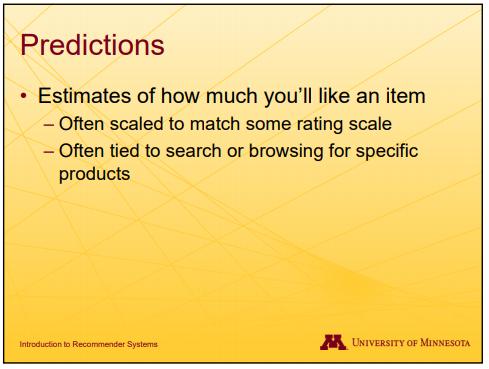 Predictions
• Estimates of how much you'll like an item
– Often scaled to match some rating scale
– Often tied to search or browsing for specific
products
Introduction to Recommender Systems
M UNIVERSITY OF MINNESOTA